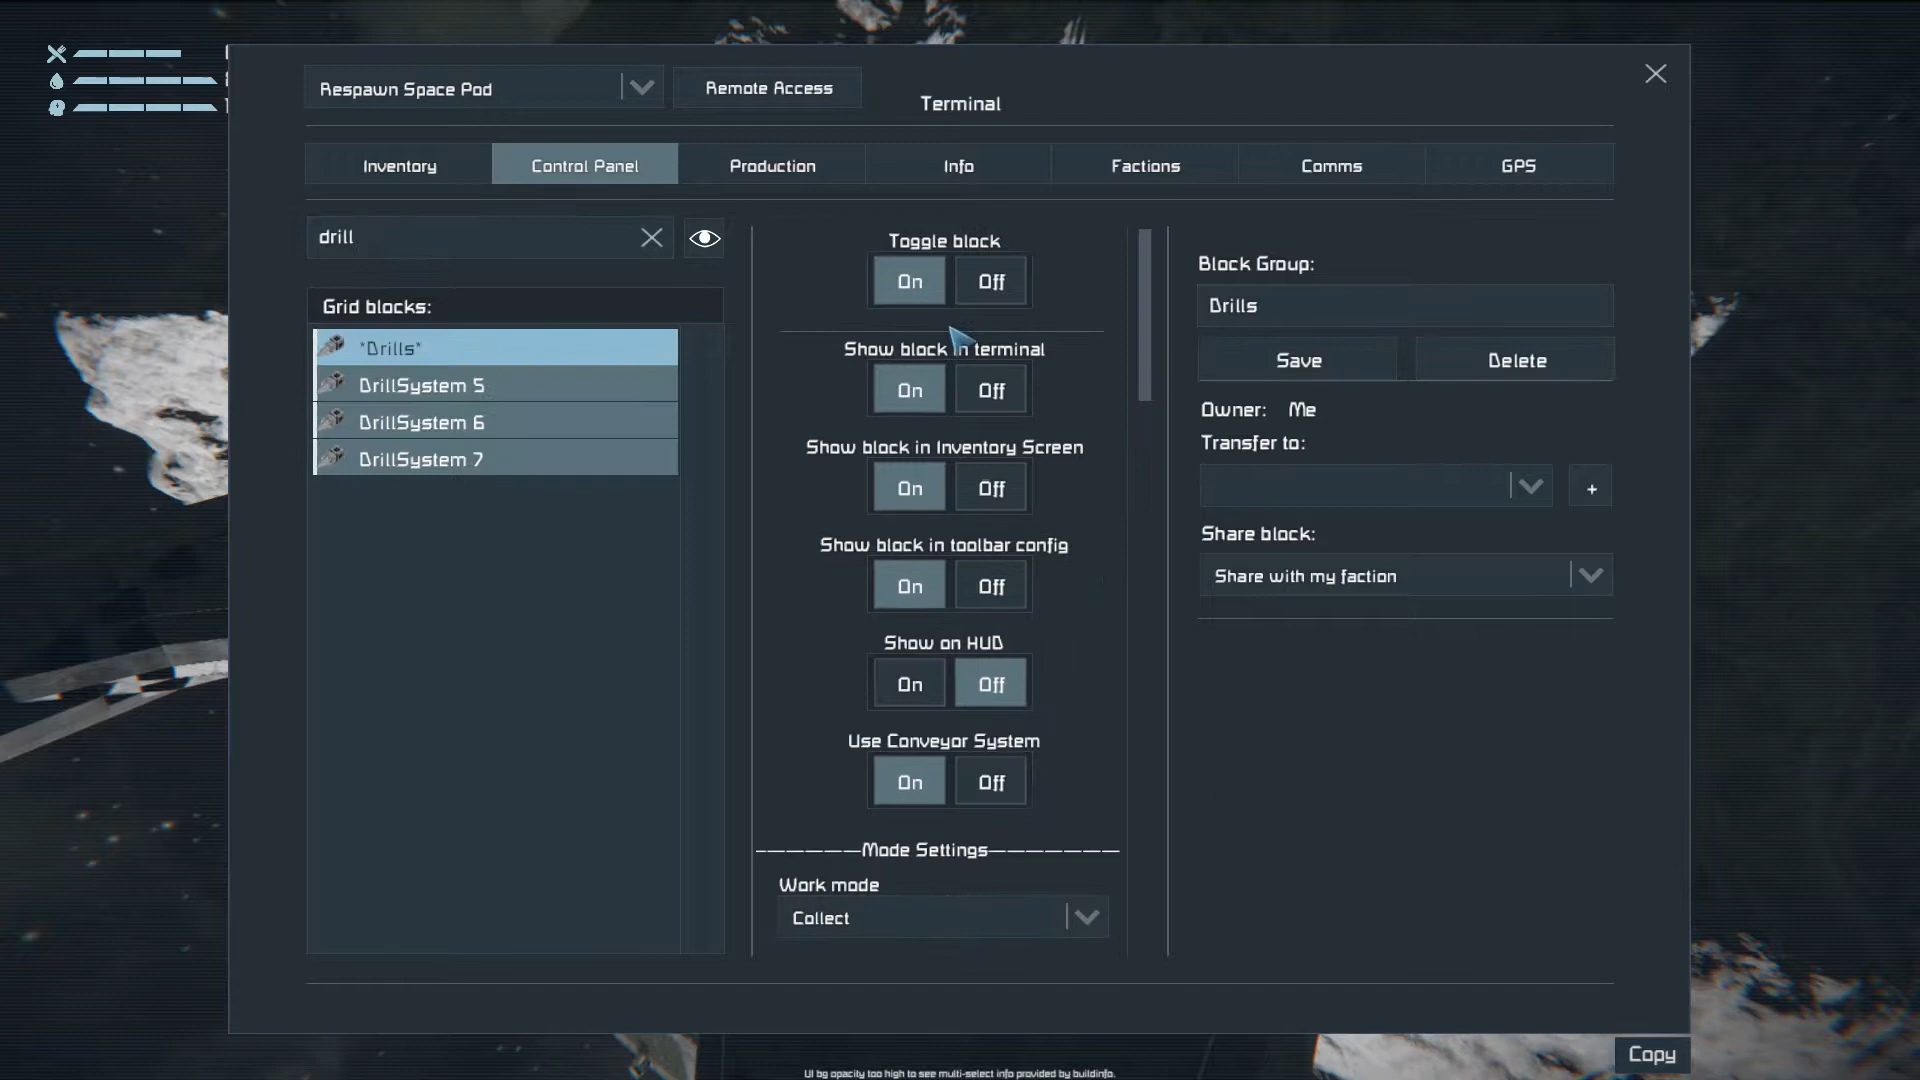 Respawn Space Pod
Remote Access
Terminal
Inventory
Control Panel
Production
Info
Factions
Comms
GPS
drill
Grid blocks:
*Drills*
DrillSystem 5
DrillSystem 6
DrillSystem 7
Toggle block
On
Off
Show block in terminal
On
Off
Show block in Inventory Screen
On
Off
Show block in toolbar config
On
Off
Show on HUD
On
Off
Use Conveyor System
On
Off
Mode Settings
Work mode
Collect
Block Group:
Drills
Save
Delete
Owner: Me
Transfer to:
+
Share block:
Share with my faction
Copy
UI bg opacity too high to see multi-select info provided by buildinfo.